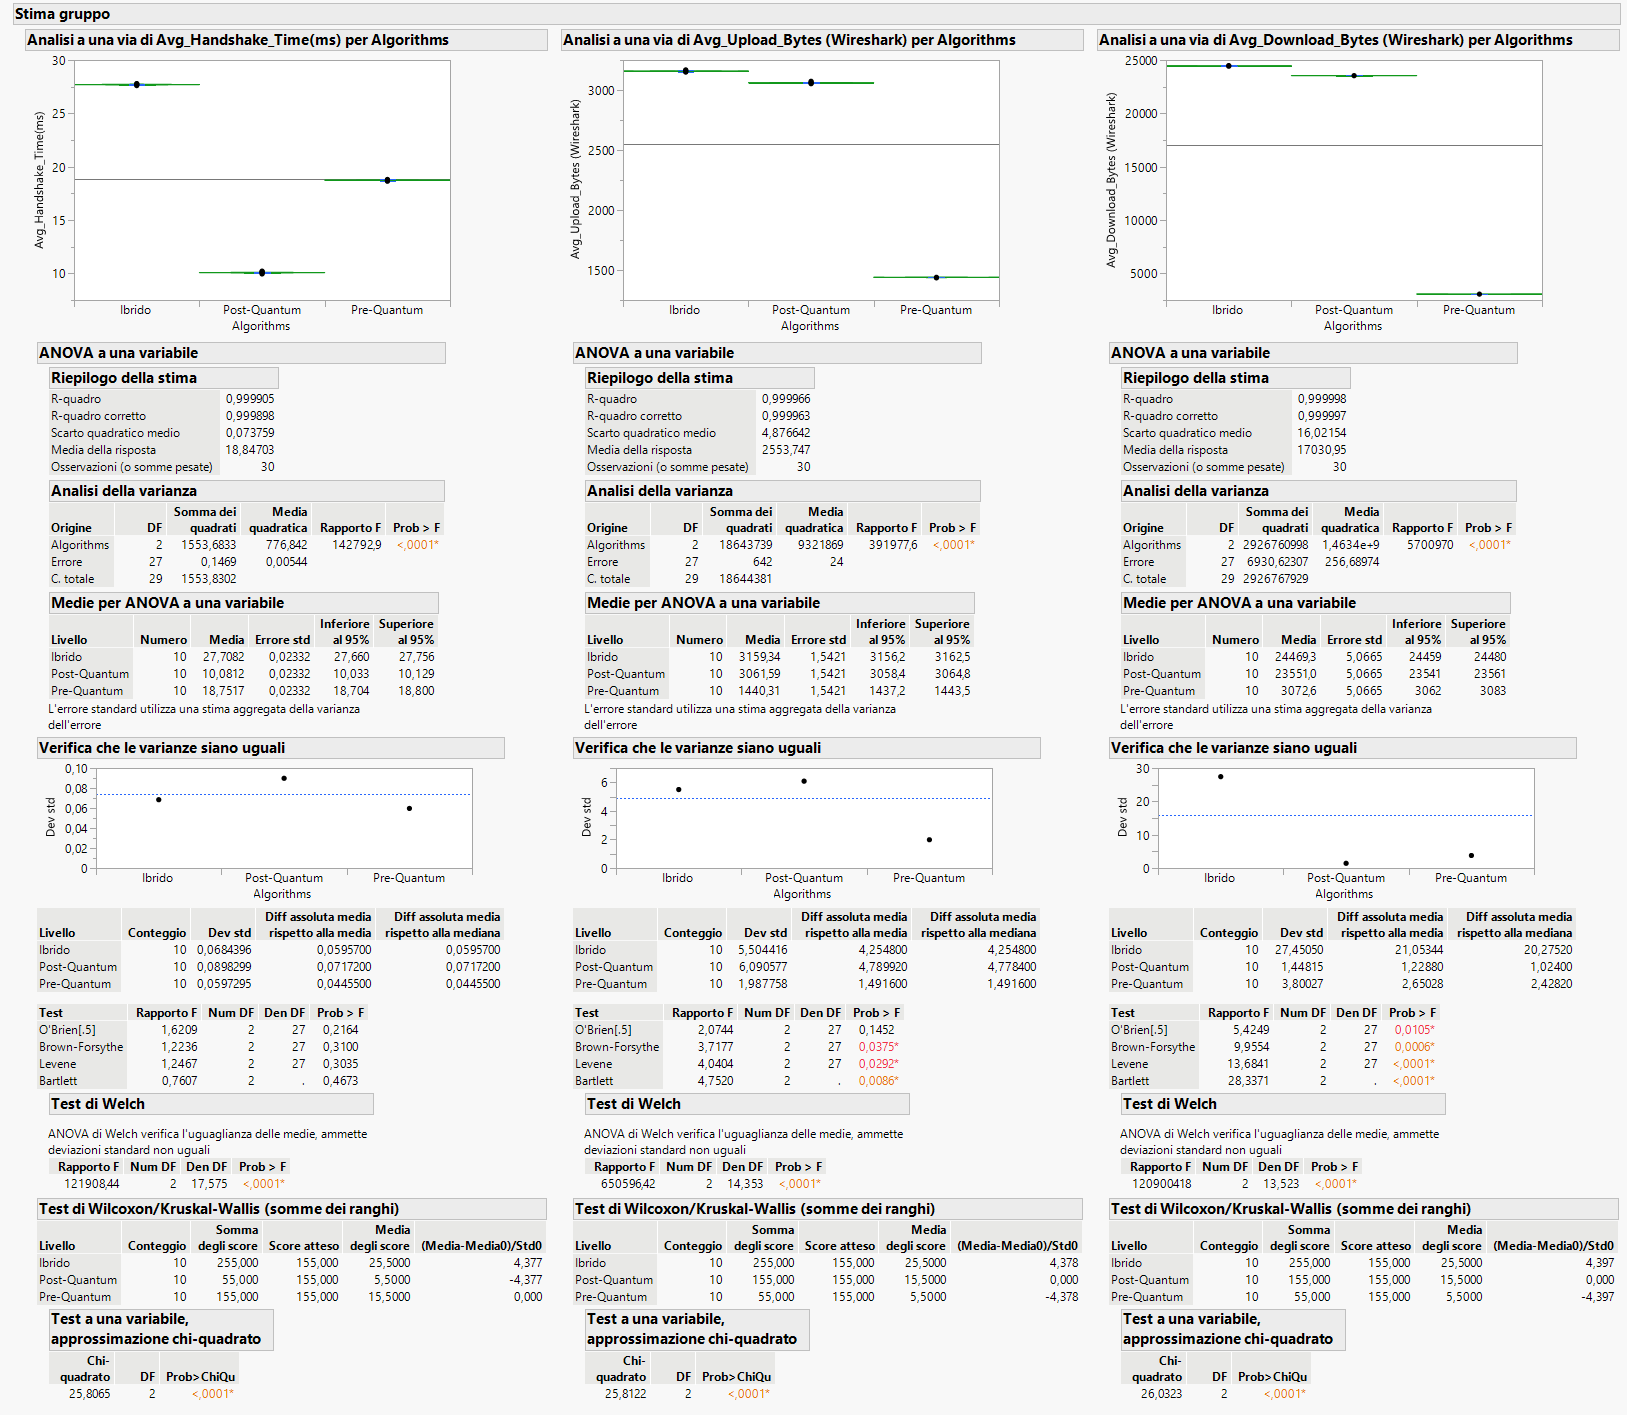 Stima gruppo
Analisi a una via di Avg_Handshake_Time(ms) per Algorithms
30
25
20
15
10
Avg_Handshake_Time(ms)
Ibrido Post-Quantum Pre-Quantum
Algorithms
ANOVA a una variabile
Riepilogo della stima
R-quadro 0,999905
R-quadro corretto 0,999898
Scarto quadratico medio 0,073759
Media della risposta 18,84703
Osservazioni (o somme pesate) 30
Analisi della varianza
Somma dei Media
Origine DF quadrati quadratica Rapporto F Prob > F
Algorithms 2 1553,6833 776,842 142792,9 <,0001*
Errore 27 0,1469 0,00544
C. totale 29 1553,8302
Medie per ANOVA a una variabile
Inferiore Superiore
Livello Numero Media Errore std al 95% al 95%
Ibrido 10 27,7082 0,02332 27,660 27,756
Post-Quantum 10 10,0812 0,02332 10,033 10,129
Pre-Quantum 10 18,7517 0,02332 18,704 18,800
L'errore standard utilizza una stima aggregata della varianza
dell'errore
Verifica che le varianze siano uguali
0,10
0,08
0,06
0,04
0,02
0
Dev std
Ibrido Post-Quantum Pre-Quantum
Algorithms
Diff assoluta media Diff assoluta media
Livello Conteggio Dev std rispetto alla media rispetto alla mediana
Ibrido 10 0,0684396 0,0595700 0,0595700
Post-Quantum 10 0,0898299 0,0717200 0,0717200
Pre-Quantum 10 0,0597295 0,0445500 0,0445500
Test Rapporto F Num DF Den DF Prob > F
O'Brien[.5] 1,6209 2 27 0,2164
Brown-Forsythe 1,2236 2 27 0,3100
Levene 1,2467 2 27 0,3035
Bartlett 0,7607 2 . 0,4673
Test di Welch
ANOVA di Welch verifica l'uguaglianza delle medie, ammette
deviazioni standard non uguali
Rapporto F Num DF Den DF Prob > F
121908,44 2 17,575 <,0001*
Test di Wilcoxon/Kruskal-Wallis (somme dei ranghi)
Somma Media
Livello Conteggio degli score Score atteso degli score (Media-Media0)/Std0
Ibrido 10 255,000 155,000 25,5000 4,377
Post-Quantum 10 55,000 155,000 5,5000 -4,377
Pre-Quantum 10 155,000 155,000 15,5000 0,000
Test a una variabile,
approssimazione chi-quadrato
Chi-
quadrato DF Prob>ChiQu
25,8065 2 <,0001*
Analisi a una via di Avg_Upload_Bytes (Wireshark) per Algorithms
3000
2500
2000
1500
Avg_Upload_Bytes (Wireshark)
Ibrido Post-Quantum Pre-Quantum
Algorithms
ANOVA a una variabile
Riepilogo della stima
R-quadro 0,999966
R-quadro corretto 0,999963
Scarto quadratico medio 4,876642
Media della risposta 2553,747
Osservazioni (o somme pesate) 30
Analisi della varianza
Somma dei Media
Origine DF quadrati quadratica Rapporto F Prob > F
Algorithms 2 18643739 9321869 391977,6 <,0001*
Errore 27 642 24
C. totale 29 18644381
Medie per ANOVA a una variabile
Inferiore Superiore
Livello Numero Media Errore std al 95% al 95%
Ibrido 10 3159,34 1,5421 3156,2 3162,5
Post-Quantum 10 3061,59 1,5421 3058,4 3064,8
Pre-Quantum 10 1440,31 1,5421 1437,2 1443,5
L'errore standard utilizza una stima aggregata della varianza
dell'errore
Verifica che le varianze siano uguali
6
4
2
0
Dev std
Ibrido Post-Quantum Pre-Quantum
Algorithms
Diff assoluta media Diff assoluta media
Livello Conteggio Dev std rispetto alla media rispetto alla mediana
Ibrido 10 5,504416 4,254800 4,254800
Post-Quantum 10 6,090577 4,789920 4,778400
Pre-Quantum 10 1,987758 1,491600 1,491600
Test Rapporto F Num DF Den DF Prob > F
O'Brien[.5] 2,0744 2 27 0,1452
Brown-Forsythe 3,7177 2 27 0,0375*
Levene 4,0404 2 27 0,0292*
Bartlett 4,7520 2 . 0,0086*
Test di Welch
ANOVA di Welch verifica l'uguaglianza delle medie, ammette
deviazioni standard non uguali
Rapporto F Num DF Den DF Prob > F
650596,42 2 14,353 <,0001*
Test di Wilcoxon/Kruskal-Wallis (somme dei ranghi)
Somma Media
Livello Conteggio degli score Score atteso degli score (Media-Media0)/Std0
Ibrido 10 255,000 155,000 25,5000 4,378
Post-Quantum 10 155,000 155,000 15,5000 0,000
Pre-Quantum 10 55,000 155,000 5,5000 -4,378
Test a una variabile,
approssimazione chi-quadrato
Chi-
quadrato DF Prob>ChiQu
25,8122 2 <,0001*
Analisi a una via di Avg_Download_Bytes (Wireshark) per Algorithms
25000
20000
15000
10000
5000
Avg_Download_Bytes (Wireshark)
Ibrido Post-Quantum Pre-Quantum
Algorithms
ANOVA a una variabile
Riepilogo della stima
R-quadro 0,999998
R-quadro corretto 0,999997
Scarto quadratico medio 16,02154
Media della risposta 17030,95
Osservazioni (o somme pesate) 30
Analisi della varianza
Somma dei Media
Origine DF quadrati quadratica Rapporto F Prob > F
Algorithms 2 2926760998 1,4634e+9 5700970 <,0001*
Errore 27 6930,62307 256,68974
C. totale 29 2926767929
Medie per ANOVA a una variabile
Inferiore Superiore
Livello Numero Media Errore std al 95% al 95%
Ibrido 10 24469,3 5,0665 24459 24480
Post-Quantum 10 23551,0 5,0665 23541 23561
Pre-Quantum 10 3072,6 5,0665 3062 3083
L'errore standard utilizza una stima aggregata della varianza
dell'errore
Verifica che le varianze siano uguali
30
20
10
0
Dev std
Ibrido Post-Quantum Pre-Quantum
Algorithms
Diff assoluta media Diff assoluta media
Livello Conteggio Dev std rispetto alla media rispetto alla mediana
Ibrido 10 27,45050 21,05344 20,27520
Post-Quantum 10 1,44815 1,22880 1,02400
Pre-Quantum 10 3,80027 2,65028 2,42820
Test Rapporto F Num DF Den DF Prob > F
O'Brien[.5] 5,4249 2 27 0,0105*
Brown-Forsythe 9,9554 2 27 0,0006*
Levene 13,6841 2 27 <,0001*
Bartlett 28,3371 2 . <,0001*
Test di Welch
ANOVA di Welch verifica l'uguaglianza delle medie, ammette
deviazioni standard non uguali
Rapporto F Num DF Den DF Prob > F
120900418 2 13,523 <,0001*
Test di Wilcoxon/Kruskal-Wallis (somme dei ranghi)
Somma Media
Livello Conteggio degli score Score atteso degli score (Media-Media0)/Std0
Ibrido 10 255,000 155,000 25,5000 4,397
Post-Quantum 10 155,000 155,000 15,5000 0,000
Pre-Quantum 10 55,000 155,000 5,5000 -4,397
Test a una variabile,
approssimazione chi-quadrato
Chi-
quadrato DF Prob>ChiQu
26,0323 2 <,0001*